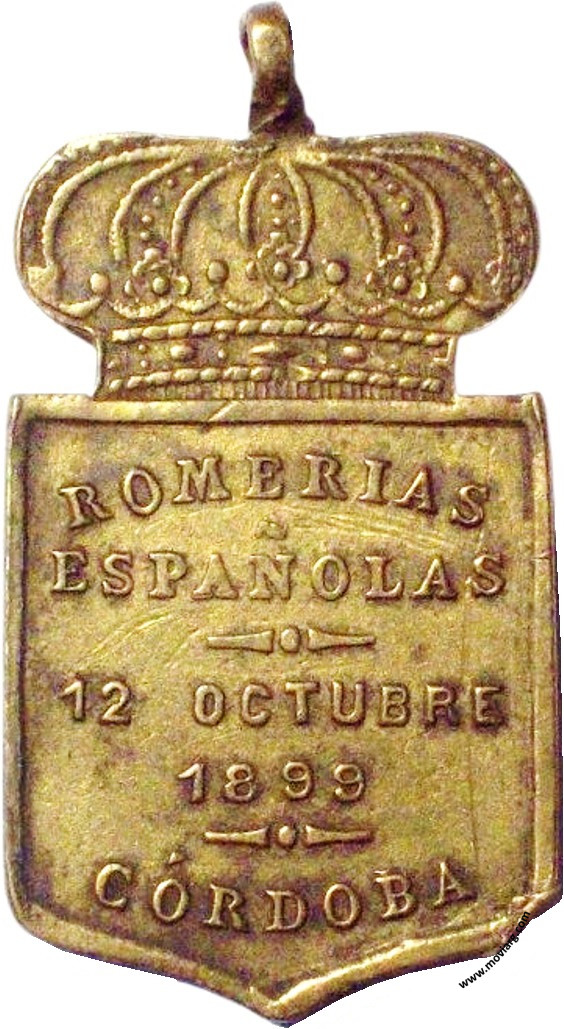 ROMERIAS
ESPAÑOLAS
12 OCTUBRE
1899
CÓRDOBA
www.moviarg.com